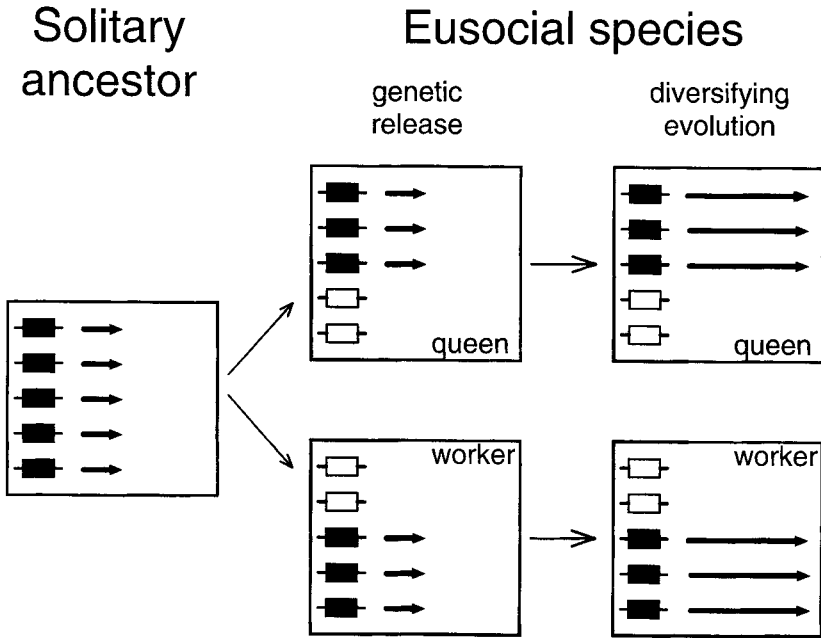 Solitary
ancestor
Eusocial species
genetic
release
diversifying
evolution
queen
queen
worker
worker